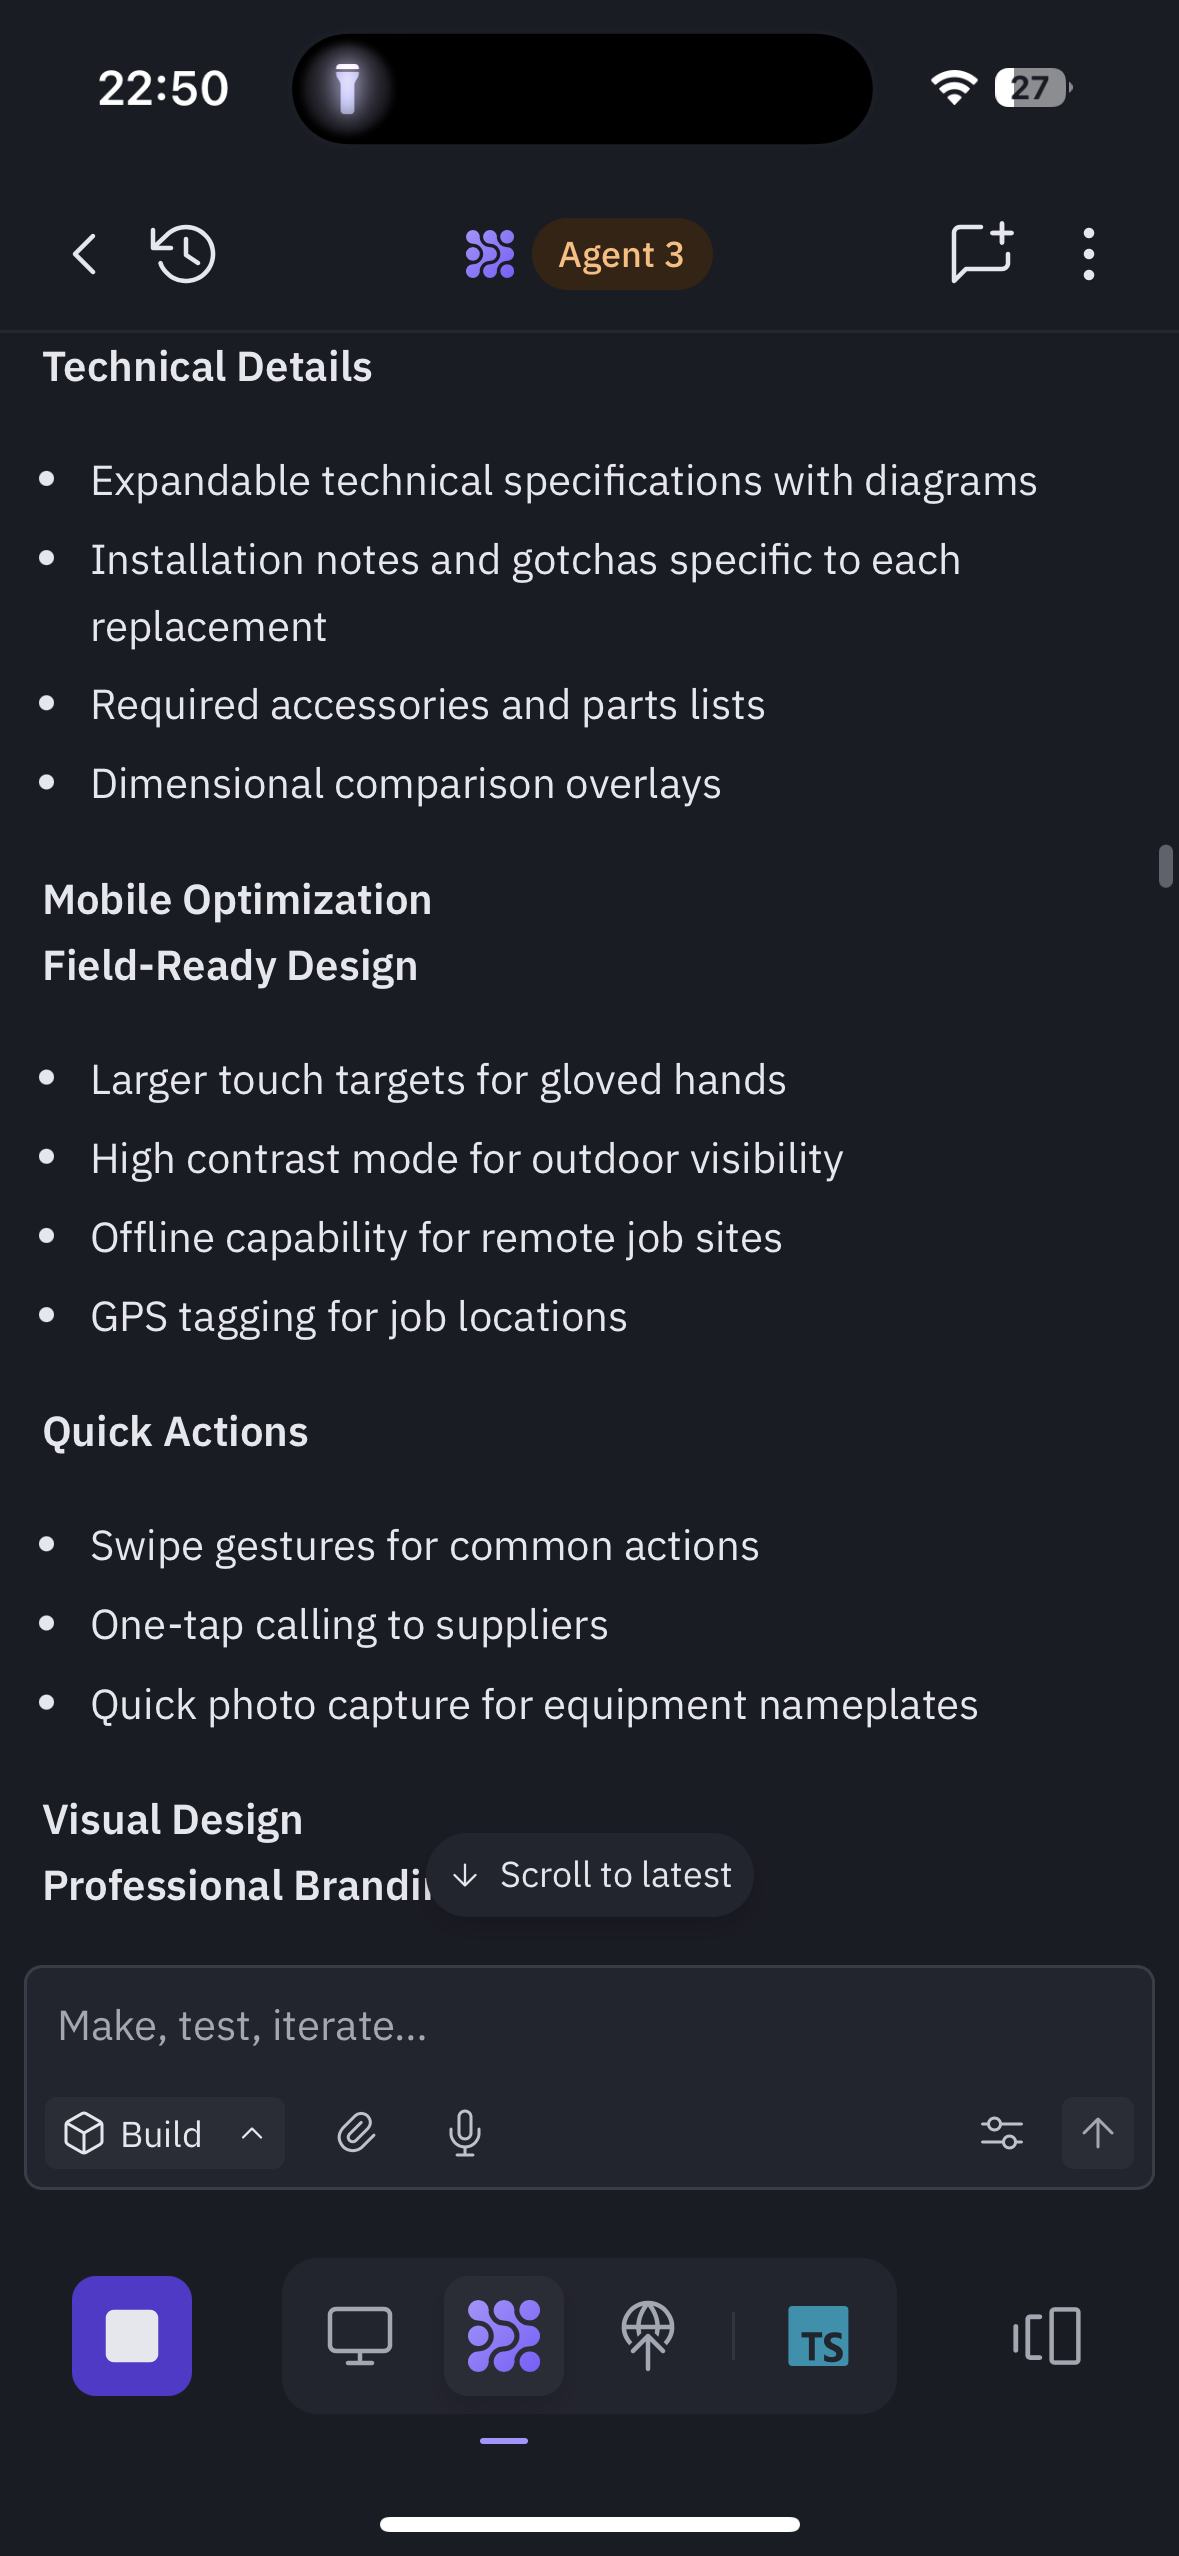 22:50
27
Agent 3
Technical Details
Expandable technical specifications with diagrams
Installation notes and gotchas specific to each
replacement
Required accessories and parts lists
Dimensional comparison overlays
Mobile Optimization
Field-Ready Design
Larger touch targets for gloved hands
High contrast mode for outdoor visibility
Offline capability for remote job sites
GPS tagging for job locations
Quick Actions
Swipe gestures for common actions
One-tap calling to suppliers
Quick photo capture for equipment nameplates
Visual Design
Professional
Scroll to latest
Make, test, iterate...
Build
TS